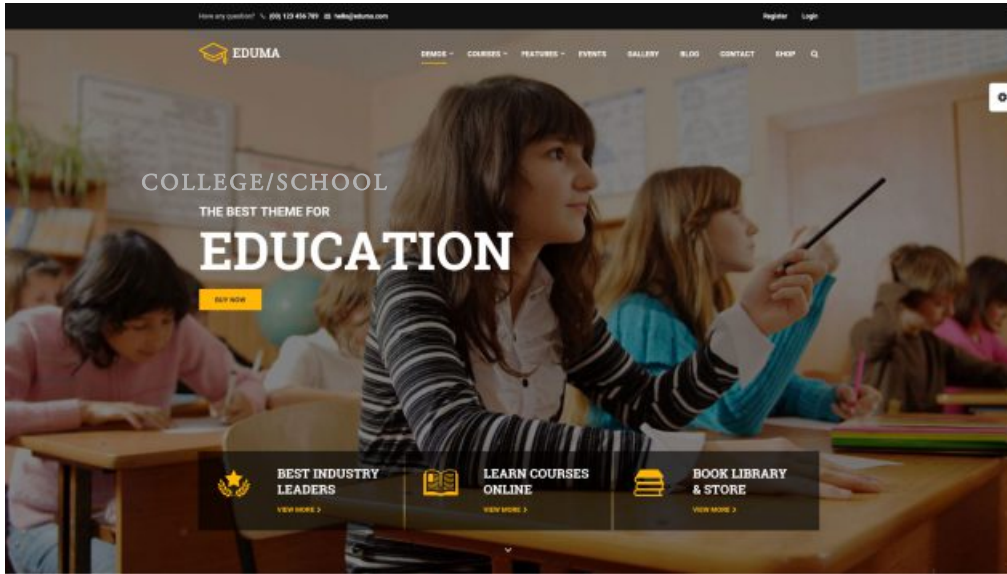 Have any question? (00) 123 456 789 hello@eduma.com
Register Login
EDUMA
DEMOS COURSES FEATURES EVENTS GALLERY BLOG CONTACT SHOP
COLLEGE/SCHOOL
THE BEST THEME FOR
EDUCATION
BUY NOW
BEST INDUSTRY
LEADERS
VIEW MORE >
LEARN COURSES
ONLINE
VIEW MORE >
BOOK LIBRARY
& STORE
VIEW MORE >